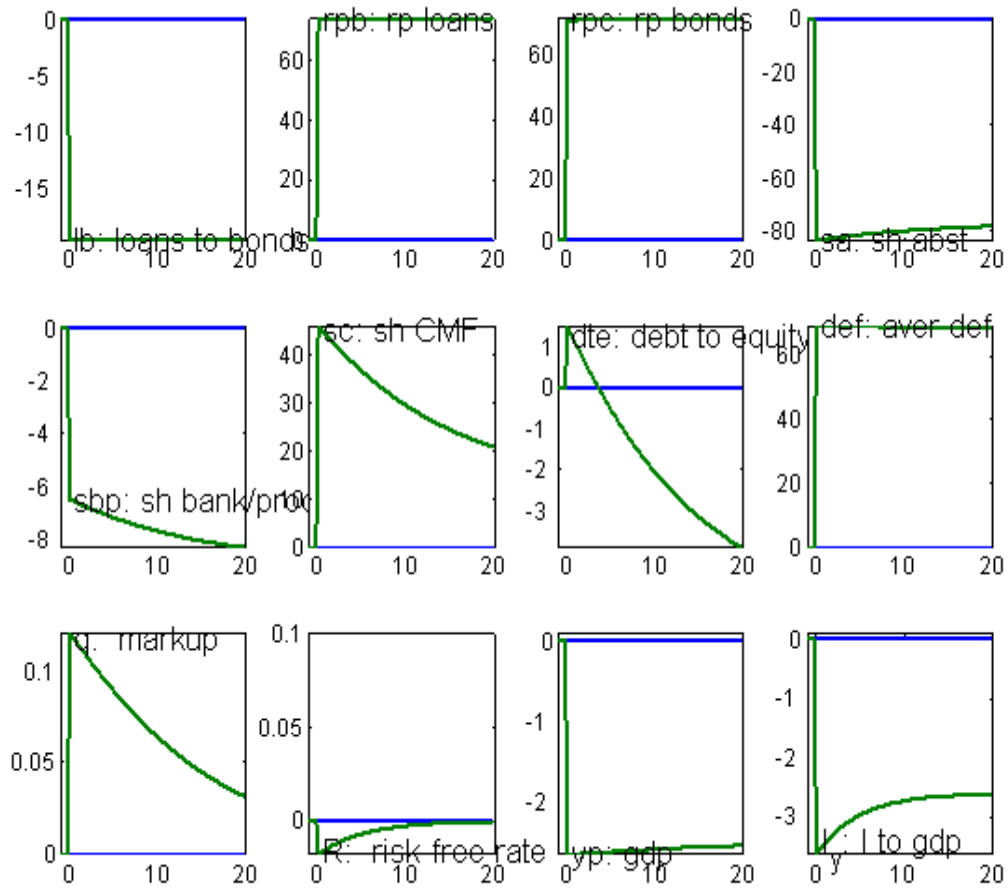 0
-5
-10
-15
0 10 20
lb: loans to bonds
60
40
20
0
0 10 20
rpb: rp loans
60
40
20
0
0 10 20
rpc: rp bonds
0
-20
-40
-60
-80
0 10 20
sa: sh abst
0
-2
-4
-6
-8
0 10 20
sbp: sh bank/proj
40
30
20
10
0
0 10 20
sc: sh CMF
1
0
-1
-2
-3
0 10 20
dte: debt to equity
60
40
20
0
0 10 20
def: aver def
0.1
0.05
0
0 10 20
q: markup
0.1
0.05
0
0 10 20
R: risk free rate
0
-1
-2
0 10 20
yp: gdp
0
-1
-2
-3
0 10 20
I_y: I to gdp